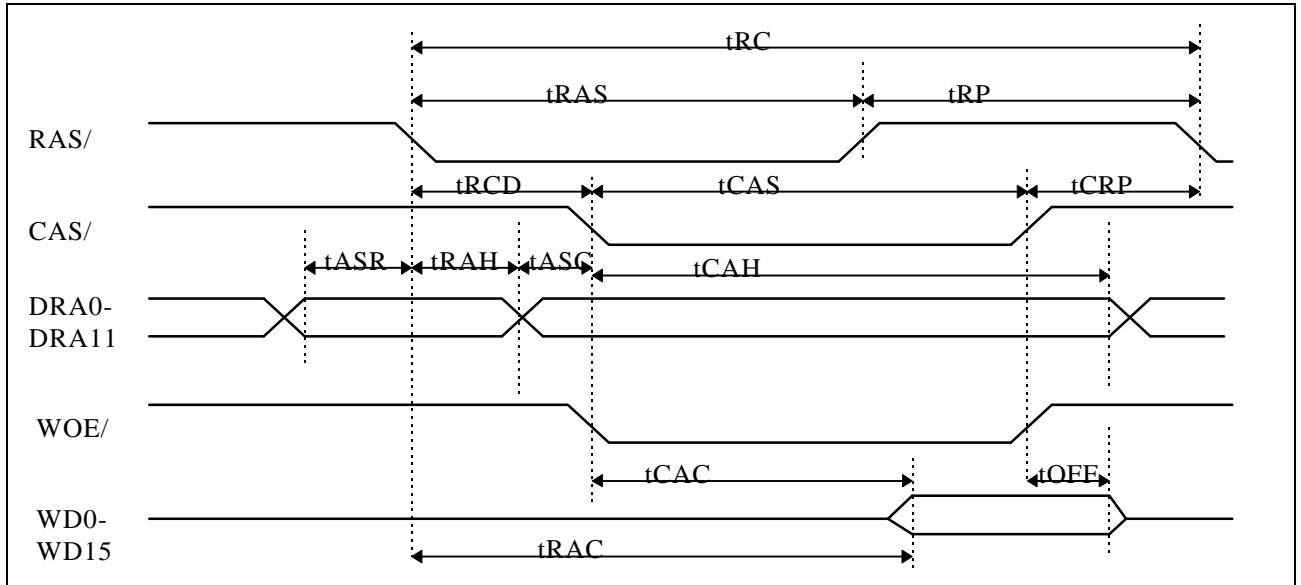 tRC
tRAS
tRP
RAS/
tRCD
tCAS
tCRP
CAS/
tASR
tRAH
tASC
tCAH
DRA0-
DRA11
WOE/
tCAC
tOFF
WD0-
WD15
tRAC